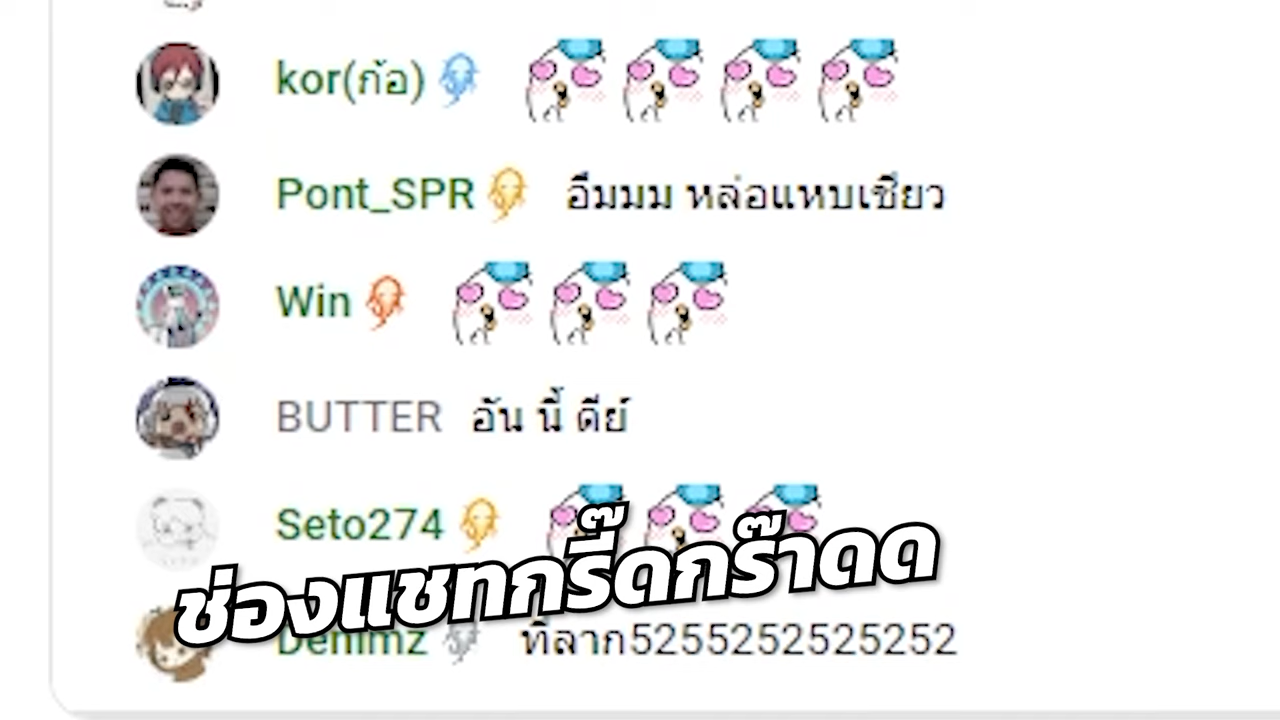 kor(ก้อ)
Pont_SPR อืมมม หล่อแหบเชียว
Win
BUTTER อัน นี้ ดีย์
Seto274
ช่องแชทกรี๊ดกร๊าดด
Denimz ที่ลาก5255252525252